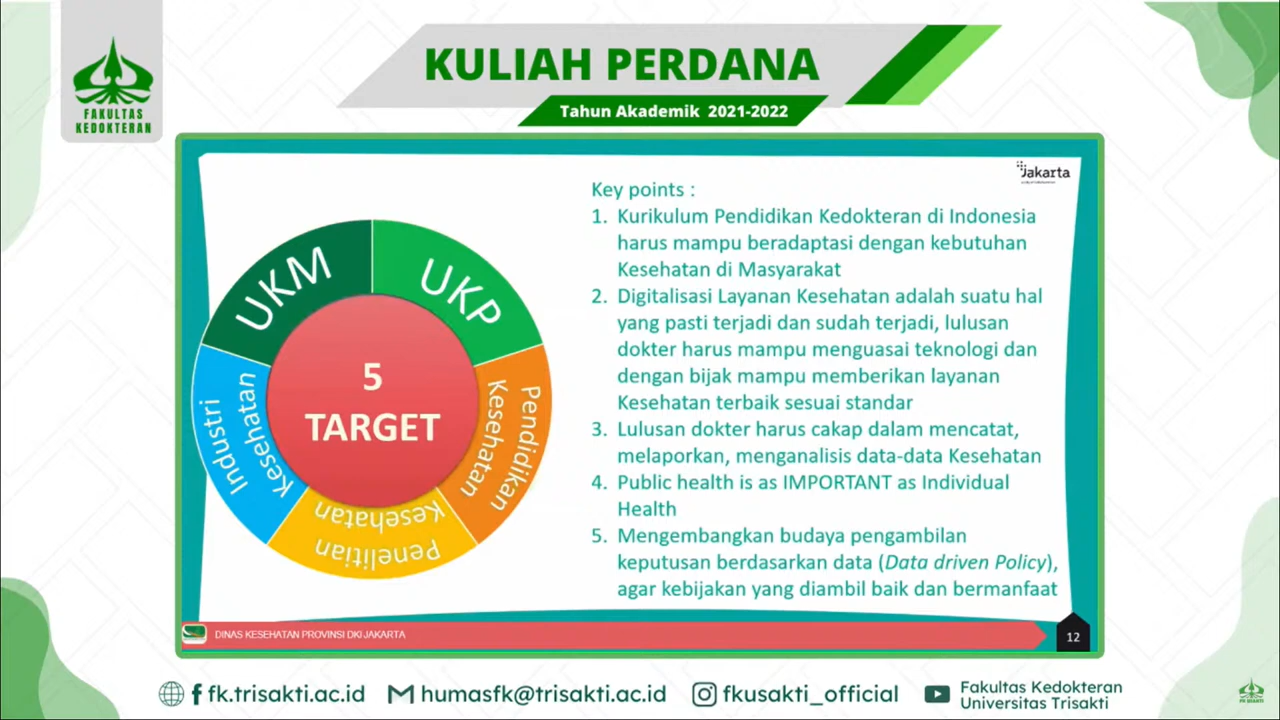 FAKULTAS
KEDOKTERAN
KULIAH PERDANA
Tahun Akademik 2021-2022
Jakarta
UKM
UKP
Pendidikan
Kesehatan
Penelitian
Kesehatan
Industri
Kesehatan
5
TARGET
Key points :
1. Kurikulum Pendidikan Kedokteran di Indonesia
harus mampu beradaptasi dengan kebutuhan
Kesehatan di Masyarakat
2. Digitalisasi Layanan Kesehatan adalah suatu hal
yang pasti terjadi dan sudah terjadi, lulusan
dokter harus mampu menguasai teknologi dan
dengan bijak mampu memberikan layanan
Kesehatan terbaik sesuai standar
3. Lulusan dokter harus cakap dalam mencatat,
melaporkan, menganalisis data-data Kesehatan
4. Public health is as IMPORTANT as Individual
Health
5. Mengembangkan budaya pengambilan
keputusan berdasarkan data (Data driven Policy),
agar kebijakan yang diambil baik dan bermanfaat
DINAS KESEHATAN PROVINSI DKI JAKARTA
12
fk.trisakti.ac.id
humasfk@trisakti.ac.id
fkusakti_official
Fakultas Kedokteran
Universitas Trisakti